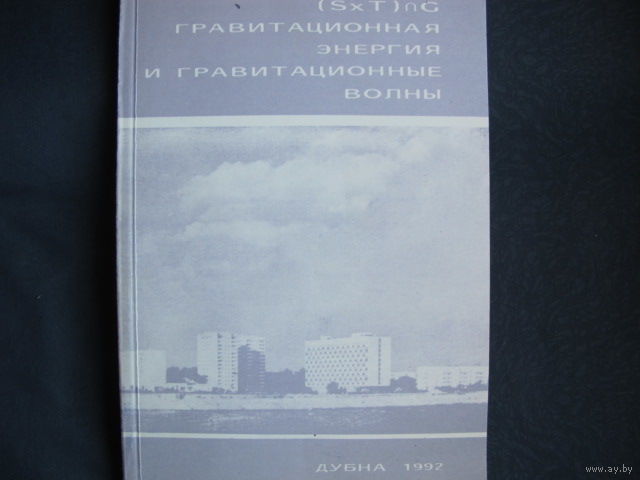 (SxT)∩G
ГРАВИТАЦИОННАЯ
ЭНЕРГИЯ
И ГРАВИТАЦИОННЫЕ
ВОЛНЫ
ДУБНА 1992
www.ay.by